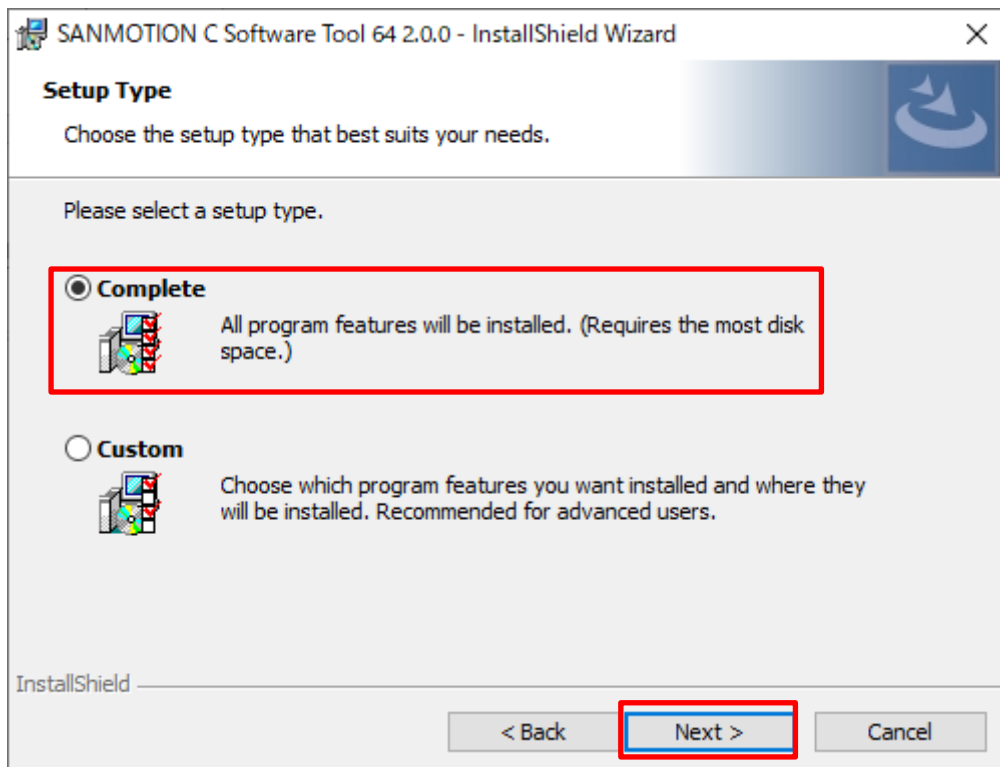 SANMOTION C Software Tool 64 2.0.0 - InstallShield Wizard
Setup Type
Choose the setup type that best suits your needs.
Please select a setup type.
Complete
All program features will be installed. (Requires the most disk
space.)
Custom
Choose which program features you want installed and where they
will be installed. Recommended for advanced users.
InstallShield
< Back
Next >
Cancel